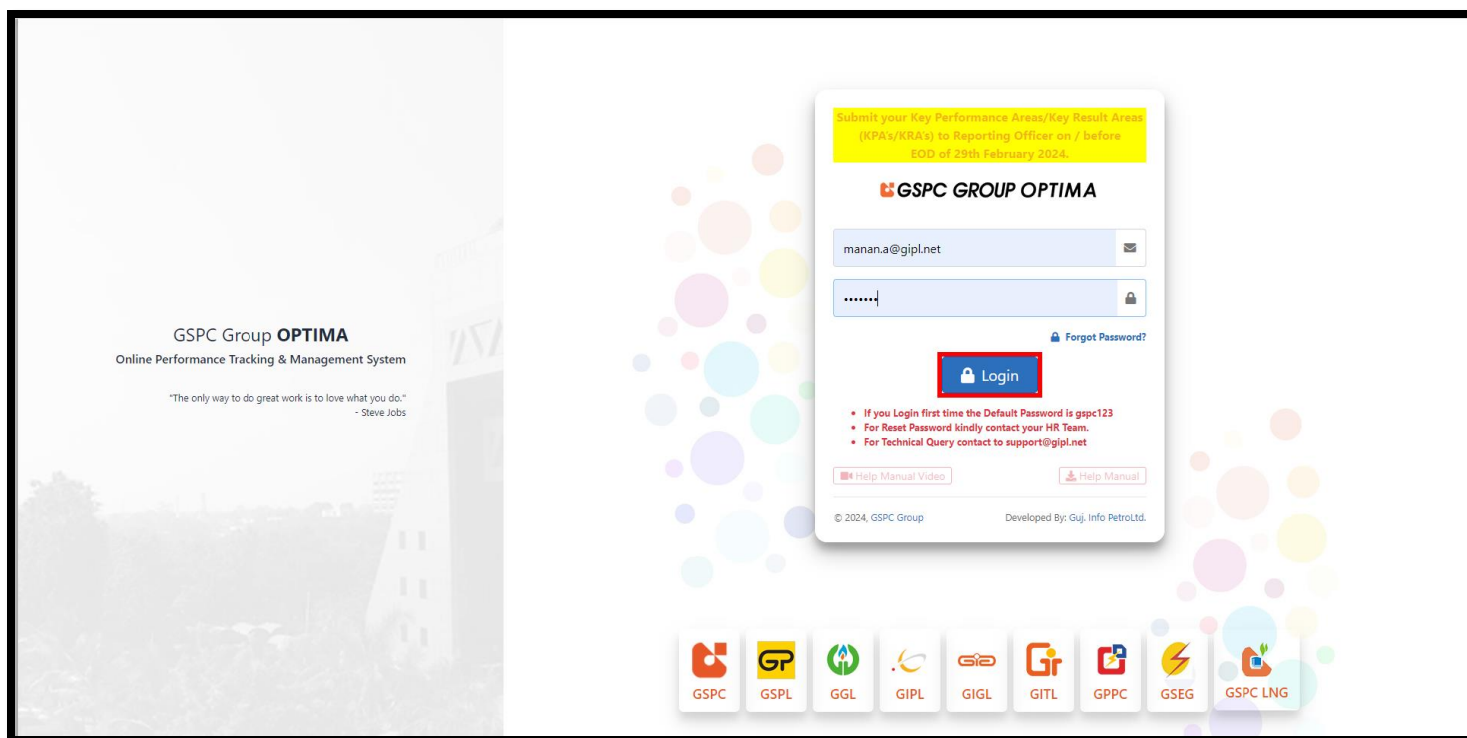 GSPC Group OPTIMA
Online Performance Tracking & Management System
"The only way to do great work is to love what you do."
- Steve Jobs
Submit your Key Performance Areas/Key Result Areas
(KPA's/KRA's) to Reporting Officer on / before
EOD of 29th February 2024.
GSPC GROUP OPTIMA
manan.a@gipl.net
•••••••
Forgot Password?
Login
• If you Login first time the Default Password is gspc123
• For Reset Password kindly contact your HR Team.
• For Technical Query contact to support@gipl.net
Help Manual Video Help Manual
© 2024, GSPC Group Developed By: Guj. Info PetroLtd.
GP Gir
GSPC GSPL GGL GIPL GIGL GITL GPPC GSEG GSPC LNG